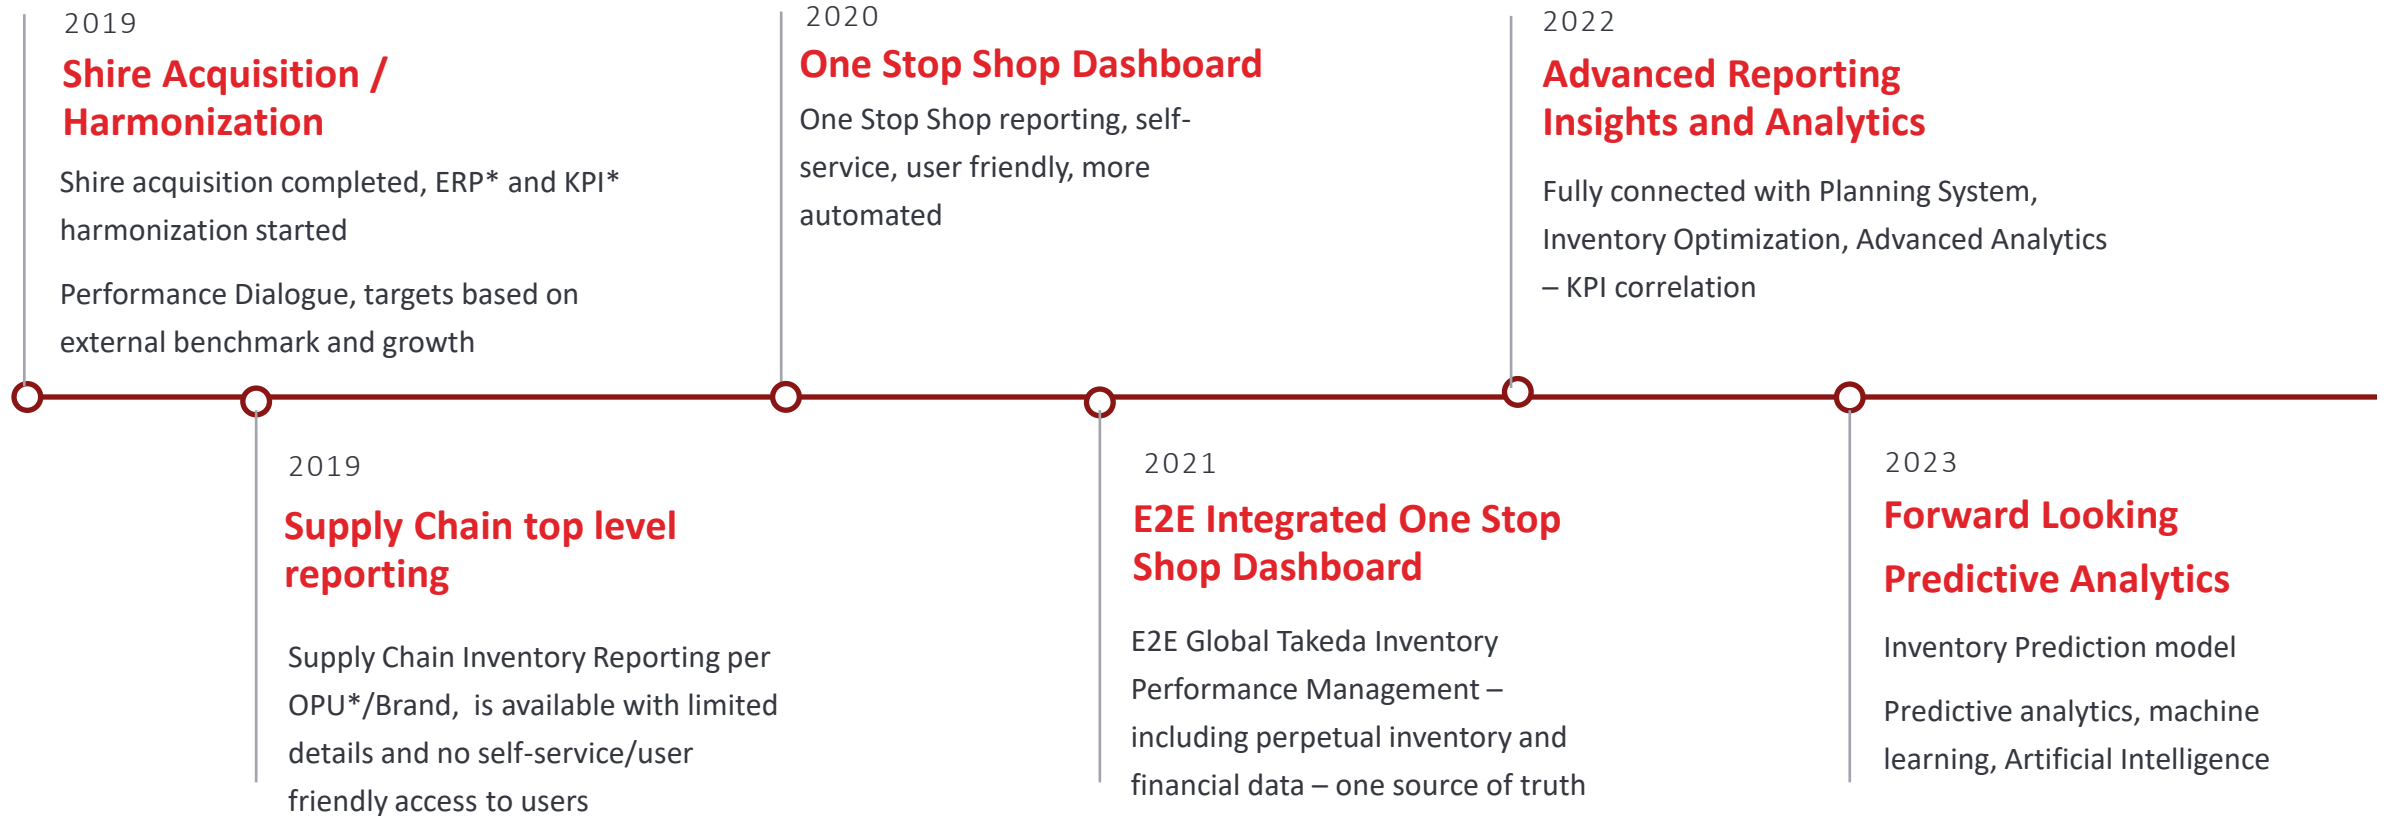 2019
Shire Acquisition /
Harmonization
Shire acquisition completed, ERP* and KPI*
harmonization started
Performance Dialogue, targets based on
external benchmark and growth
2019
Supply Chain top level
reporting
Supply Chain Inventory Reporting per
OPU*/Brand, is available with limited
details and no self-service/user
friendly access to users
2020
One Stop Shop Dashboard
One Stop Shop reporting, self-
service, user friendly, more
automated
2021
E2E Integrated One Stop
Shop Dashboard
E2E Global Takeda Inventory
Performance Management –
including perpetual inventory and
financial data – one source of truth
2022
Advanced Reporting
Insights and Analytics
Fully connected with Planning System,
Inventory Optimization, Advanced Analytics
– KPI correlation
2023
Forward Looking
Predictive Analytics
Inventory Prediction model
Predictive analytics, machine
learning, Artificial Intelligence